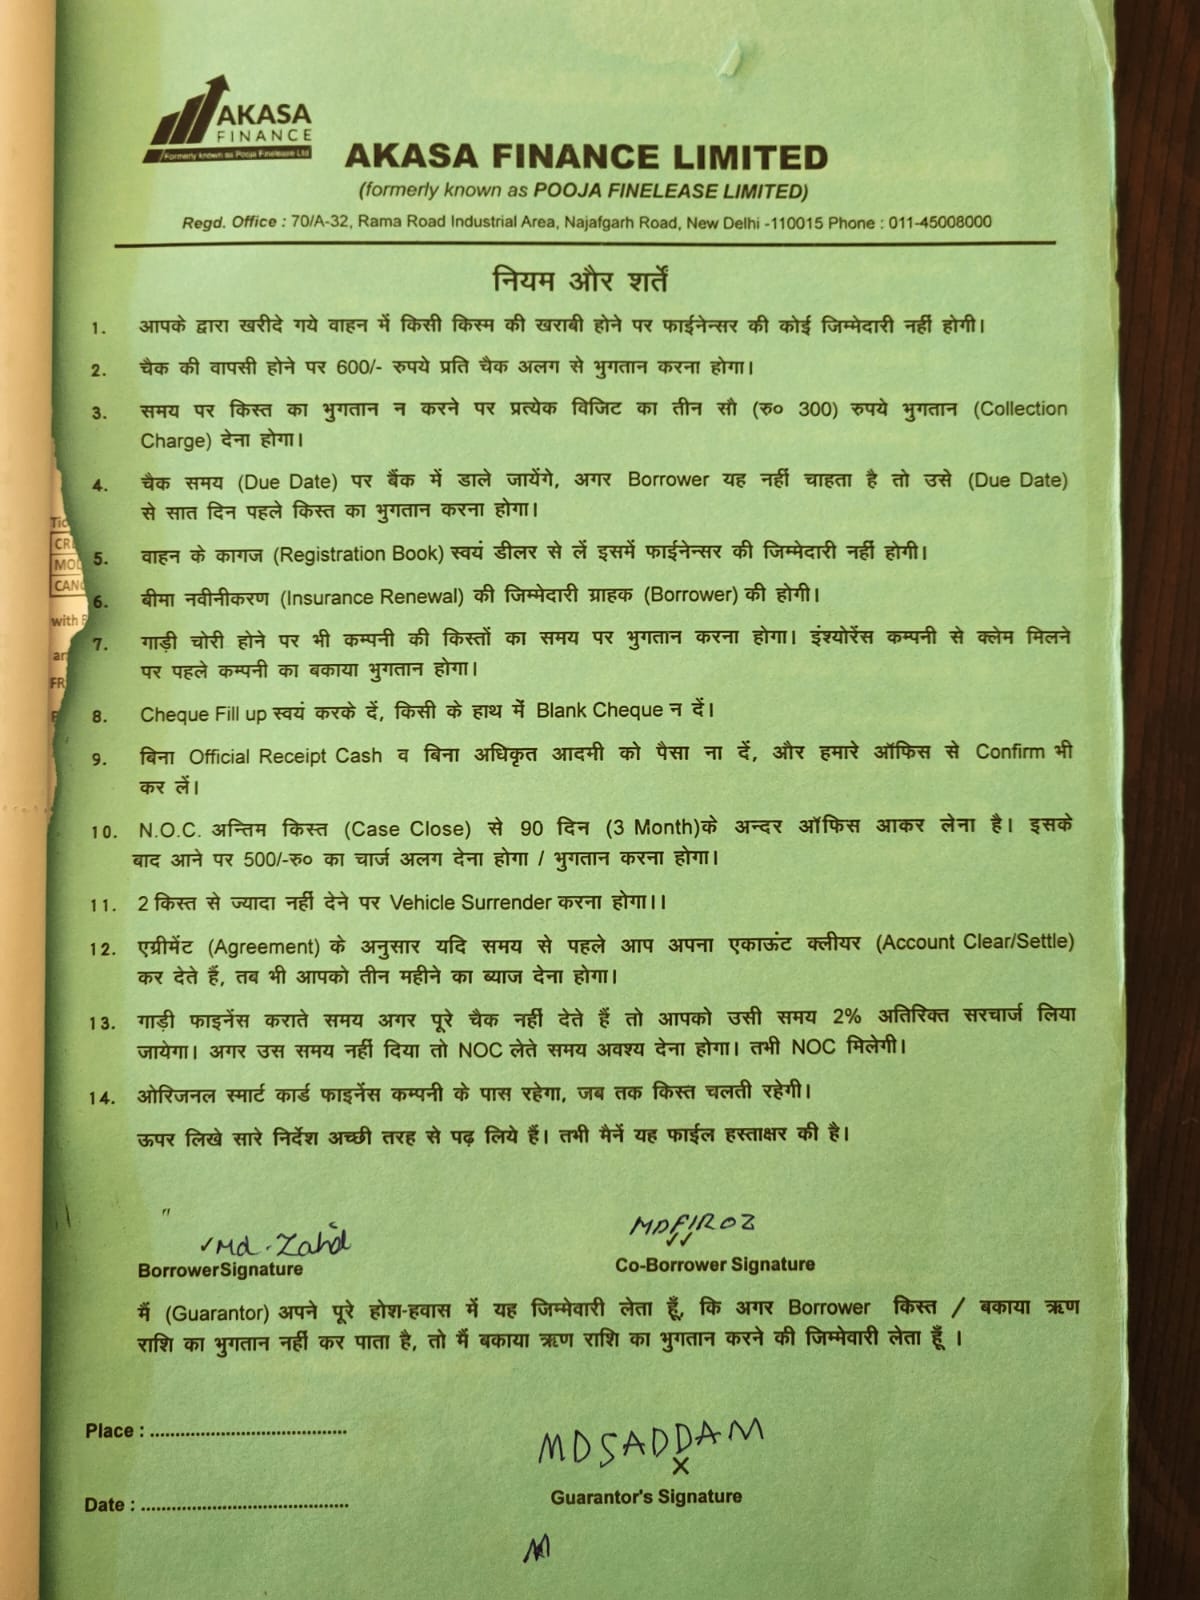 AKASA
FINANCE
Formerly known as Pooja Finelease Ltd
AKASA FINANCE LIMITED
(formerly known as POOJA FINELEASE LIMITED)
Regd. Office : 70/A-32, Rama Road Industrial Area, Najafgarh Road, New Delhi -110015 Phone : 011-45008000
नियम और शर्तें
1. आपके द्वारा खरीदे गये वाहन में किसी किस्म की खराबी होने पर फाईनेन्सर की कोई जिम्मेदारी नहीं होगी।
2. चैक की वापसी होने पर 600/- रुपये प्रति चैक अलग से भुगतान करना होगा।
3. समय पर किस्त का भुगतान न करने पर प्रत्येक विजिट का तीन सौ (रु० 300) रुपये भुगतान (Collection
Charge) देना होगा।
4. चैक समय (Due Date) पर बैंक में डाले जायेंगे, अगर Borrower यह नहीं चाहता है तो उसे (Due Date)
से सात दिन पहले किस्त का भुगतान करना होगा।
5. वाहन के कागज (Registration Book) स्वयं डीलर से लें इसमें फाईनेन्सर की जिम्मेदारी नहीं होगी।
6. बीमा नवीनीकरण (Insurance Renewal) की जिम्मेदारी ग्राहक (Borrower) की होगी।
7. गाड़ी चोरी होने पर भी कम्पनी की किस्तों का समय पर भुगतान करना होगा। इंश्योरेंस कम्पनी से क्लेम मिलने
पर पहले कम्पनी का बकाया भुगतान होगा।
8. Cheque Fill up स्वयं करके दें, किसी के हाथ में Blank Cheque न दें।
9. बिना Official Receipt Cash व बिना अधिकृत आदमी को पैसा ना दें, और हमारे ऑफिस से Confirm भी
कर लें।
10. N.O.C. अन्तिम किस्त (Case Close) से 90 दिन (3 Month)के अन्दर ऑफिस आकर लेना है। इसके
बाद आने पर 500/-रु० का चार्ज अलग देना होगा / भुगतान करना होगा।
11. 2 किस्त से ज्यादा नहीं देने पर Vehicle Surrender करना होगा।।
12. एग्रीमेंट (Agreement) के अनुसार यदि समय से पहले आप अपना एकाऊंट क्लीयर (Account Clear/Settle)
कर देते हैं, तब भी आपको तीन महीने का ब्याज देना होगा।
13. गाड़ी फाइनेंस कराते समय अगर पूरे चैक नहीं देते हैं तो आपको उसी समय 2% अतिरिक्त सरचार्ज लिया
जायेगा। अगर उस समय नहीं दिया तो NOC लेते समय अवश्य देना होगा। तभी NOC मिलेगी।
14. ओरिजनल स्मार्ट कार्ड फाइनेंस कम्पनी के पास रहेगा, जब तक किस्त चलती रहेगी।
ऊपर लिखे सारे निर्देश अच्छी तरह से पढ़ लिये हैं। तभी मैनें यह फाईल हस्ताक्षर की है।
Md. Zahid
MD FIROZ
BorrowerSignature
Co-Borrower Signature
मैं (Guarantor) अपने पूरे होश-हवास में यह जिम्मेवारी लेता हूँ, कि अगर Borrower किस्त / बकाया ऋण
राशि का भुगतान नहीं कर पाता है, तो मैं बकाया ऋण राशि का भुगतान करने की जिम्मेवारी लेता हूँ ।
Place : ......................................
MD SADDAM
X
Date : ........................................
Guarantor's Signature